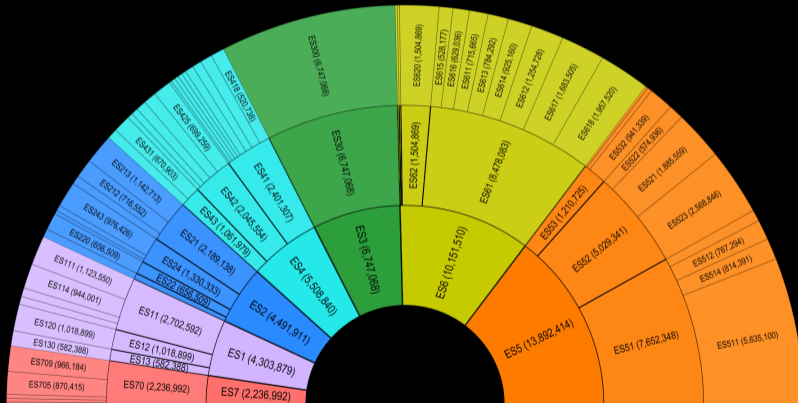 ES300 (6,747,068)
ES620 (1,504,869)
ES615 (528,177)
ES616 (629,036)
ES611 (715,665)
ES613 (784,292)
ES614 (925,160)
ES612 (1,254,728)
ES617 (1,683,505)
ES618 (1,957,520)
ES532 (941,339)
ES522 (574,936)
ES521 (1,885,559)
ES523 (2,568,846)
ES512 (767,294)
ES514 (814,391)
ES511 (5,635,100)
ES418 (520,738)
ES425 (699,259)
ES431 (670,903)
ES213 (1,142,713)
ES212 (716,552)
ES243 (976,426)
ES220 (656,509)
ES111 (1,123,550)
ES114 (944,001)
ES120 (1,018,899)
ES130 (582,388)
ES709 (966,184)
ES705 (870,415)
ES30 (6,747,068)
ES62 (1,504,869)
ES61 (8,478,083)
ES53 (1,210,725)
ES52 (5,029,341)
ES51 (7,652,348)
ES41 (2,401,307)
ES42 (2,045,554)
ES43 (1,061,979)
ES21 (2,189,138)
ES24 (1,330,333)
ES22 (656,509)
ES11 (2,702,592)
ES12 (1,018,899)
ES13 (582,388)
ES70 (2,236,992)
ES3 (6,747,068)
ES6 (10,151,510)
ES5 (13,892,414)
ES4 (5,508,840)
ES2 (4,491,911)
ES1 (4,303,879)
ES7 (2,236,992)